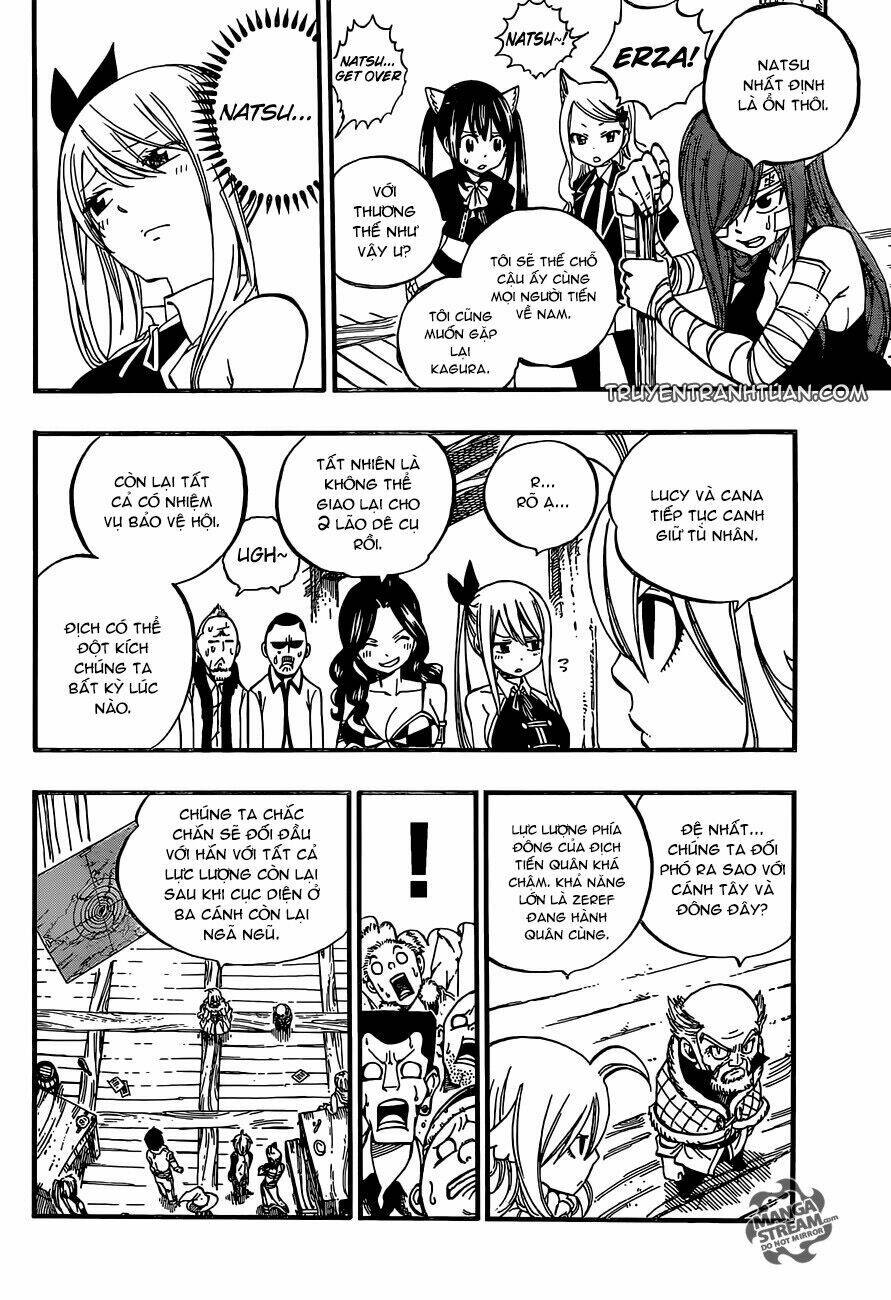 NATSU
NHẤT ĐỊNH
LÀ ỔN THÔI.
ERZA!
NATSU~!
NATSU...
GET OVER
VỚI
THƯƠNG
THẾ NHƯ
VẬY Ư?
TÔI SẼ THẾ CHỖ
CẬU ẤY CÙNG
MỌI NGƯỜI TIẾN
VỀ NAM.
TÔI CŨNG
MUỐN GẶP
LẠI
KAGURA.
NATSU...
TRUYENTRANHTUAN.COM
LUCY VÀ CANA
TIẾP TỤC CANH
GIỮ TÙ NHÂN.
R...
RÕ Ạ...
?
TẤT NHIÊN LÀ
KHÔNG THỂ
GIAO LẠI CHO
2 LÃO DÊ CỤ
RỒI.
UGH~
CÒN LẠI TẤT
CẢ CÓ NHIỆM
VỤ BẢO VỆ HỘI.
ĐỊCH CÓ THỂ
ĐỘT KÍCH
CHÚNG TA
BẤT KỲ LÚC
NÀO.
ĐỆ NHẤT...
CHÚNG TA ĐỐI
PHÓ RA SAO VỚI
CÁNH TÂY VÀ
ĐÔNG ĐÂY?
LỰC LƯỢNG PHÍA
ĐÔNG CỦA ĐỊCH
TIẾN QUÂN KHÁ
CHẬM. KHẢ NĂNG
LỚN LÀ ZEREF
ĐANG HÀNH
QUÂN CÙNG.
!
CHÚNG TA CHẮC
CHẮN SẼ ĐỐI ĐẦU
VỚI HẮN VỚI TẤT CẢ
LỰC LƯỢNG CÒN LẠI
SAU KHI CỤC DIỆN Ở
BA CÁNH CÒN LẠI
NGÃ NGŨ.
MANGA
STREAM.com
DO NOT MIRROR